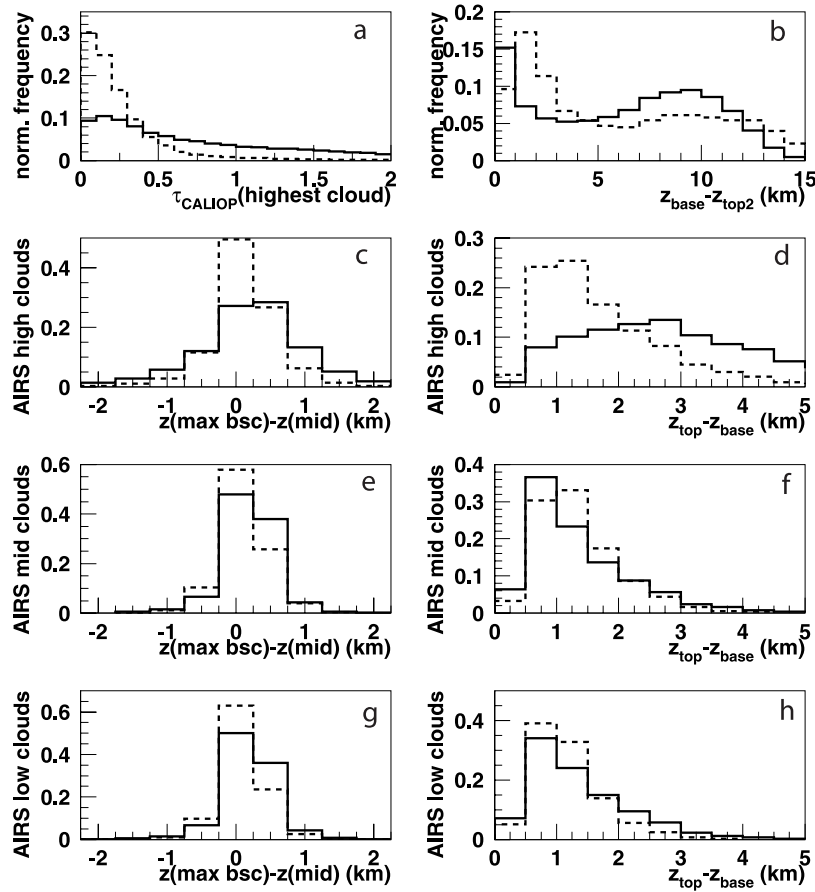 a
norm. frequency
0.3
0.2
0.1
0
0 0.5 1 1.5 2
τCALIOP(highest cloud)
b
norm. frequency
0.2
0.15
0.1
0.05
0
0 5 10 15
zbase-ztop2 (km)
c
AIRS high clouds
0.4
0.2
0
-2 -1 0 1 2
z(max bsc)-z(mid) (km)
d
AIRS high clouds
0.3
0.2
0.1
0
0 1 2 3 4 5
ztop-zbase (km)
e
AIRS mid clouds
0.6
0.4
0.2
0
-2 -1 0 1 2
z(max bsc)-z(mid) (km)
f
AIRS mid clouds
0.4
0.3
0.2
0.1
0
0 1 2 3 4 5
ztop-zbase (km)
g
AIRS low clouds
0.6
0.4
0.2
0
-2 -1 0 1 2
z(max bsc)-z(mid) (km)
h
AIRS low clouds
0.4
0.2
0
0 1 2 3 4 5
ztop-zbase (km)